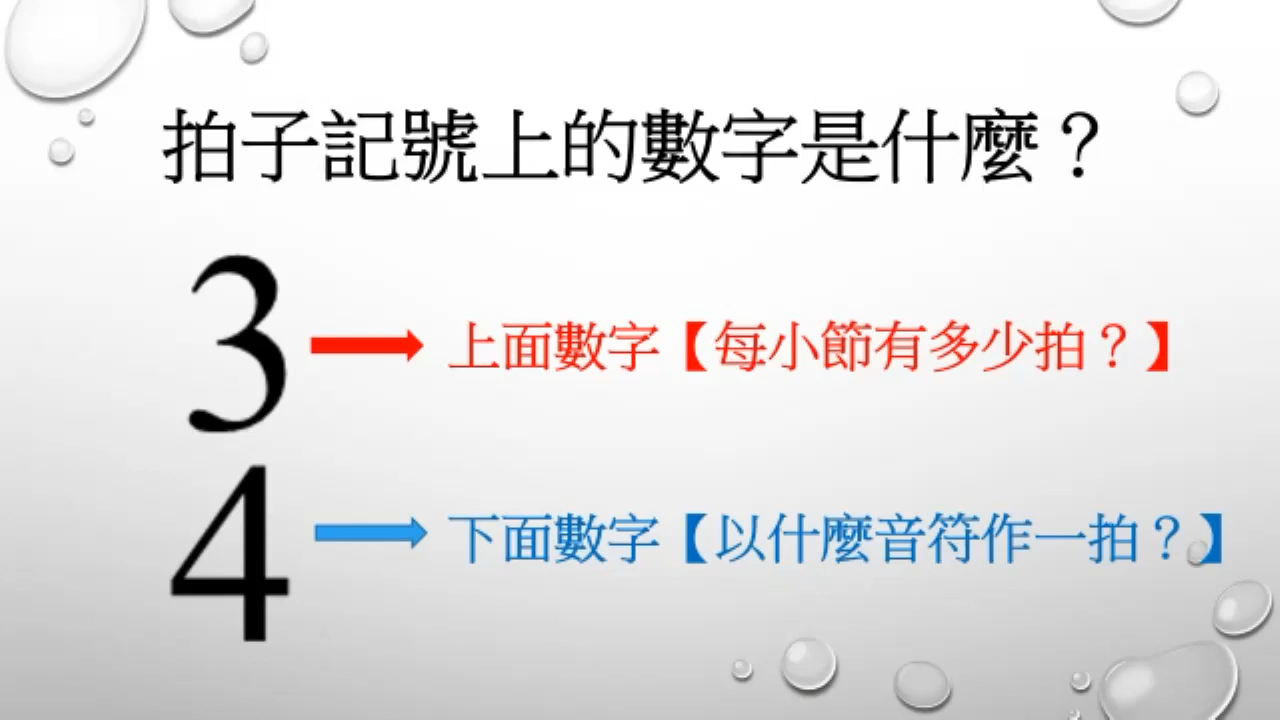 拍子記號上的數字是什麼？
3
上面數字【每小節有多少拍？】
4
下面數字【以什麼音符作一拍？】